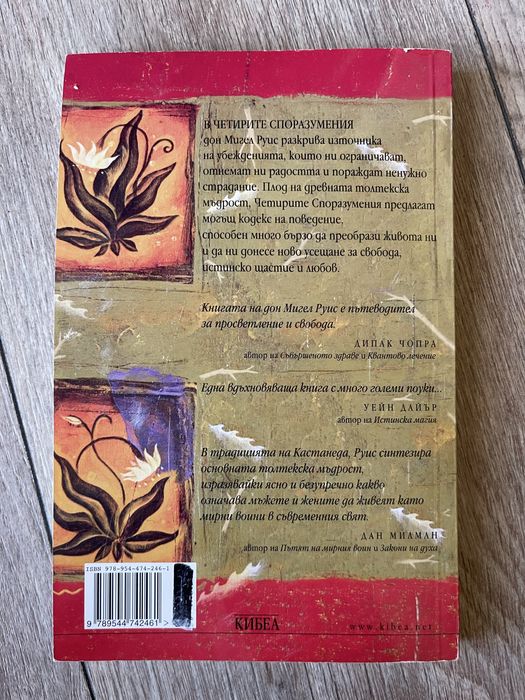 В ЧЕТИРИТЕ СПОРАЗУМЕНИЯ
дон Мигел Руис разкрива източника
на убежденията, които ни ограничават,
отнемат ни радостта и пораждат ненужно
страдание. Плод на древната толтекска
мъдрост, Четирите Споразумения предлагат
могъщ кодекс на поведение,
способен много бързо да преобрази живота ни
и да ни донесе ново усещане за свобода,
истинско щастие и любов.
Книгата на дон Мигел Руис е пътеводител
за просветление и свобода.
ДИПАК ЧОПРА
автор на Съвършеното здраве и Квантово лечение
Една вдъхновяваща книга с много големи поуки...
УЕЙН ДАЙЪР
автор на Истинска магия
В традицията на Кастанеда, Руис синтезира
основната толтекска мъдрост,
изразявайки ясно и безупречно какво
означава мъжете и жените да живеят като
мирни воини в съвременния свят.
ДАН МИЛМАН
автор на Пътят на мирния воин и Закони на духа
ISBN 978-954-474-246-1
9 789544 742461 >
КИБЕА
www.kibea.net